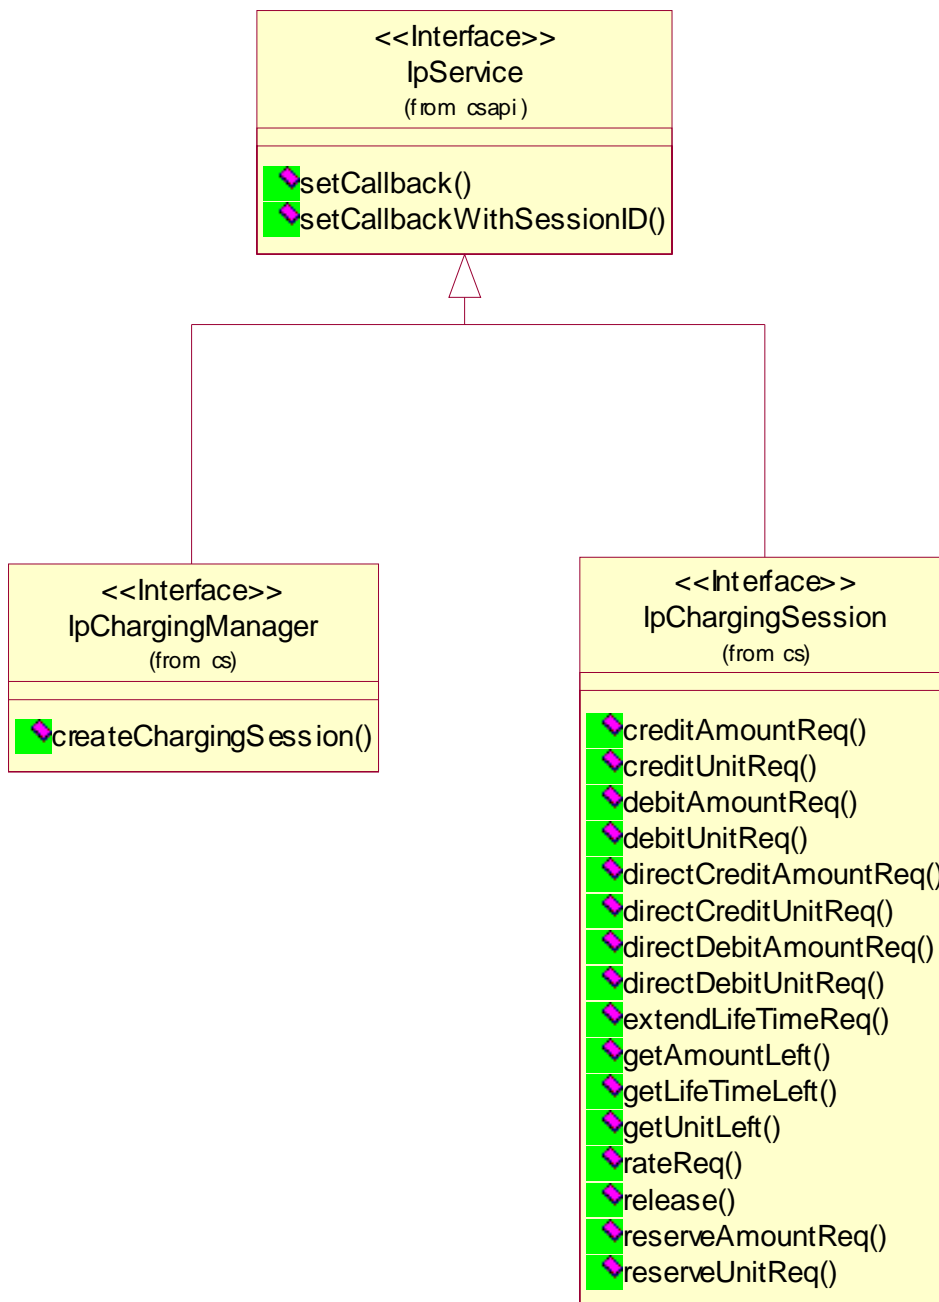 <<Interface>>
IpService
(from csapi)
setCallback()
setCallbackWithSessionID()
<<Interface>>
IpChargingManager
(from cs)
createChargingSession()
<<Interface>>
IpChargingSession
(from cs)
creditAmountReq()
creditUnitReq()
debitAmountReq()
debitUnitReq()
directCreditAmountReq()
directCreditUnitReq()
directDebitAmountReq()
directDebitUnitReq()
extendLifeTimeReq()
getAmountLeft()
getLifeTimeLeft()
getUnitLeft()
rateReq()
release()
reserveAmountReq()
reserveUnitReq()